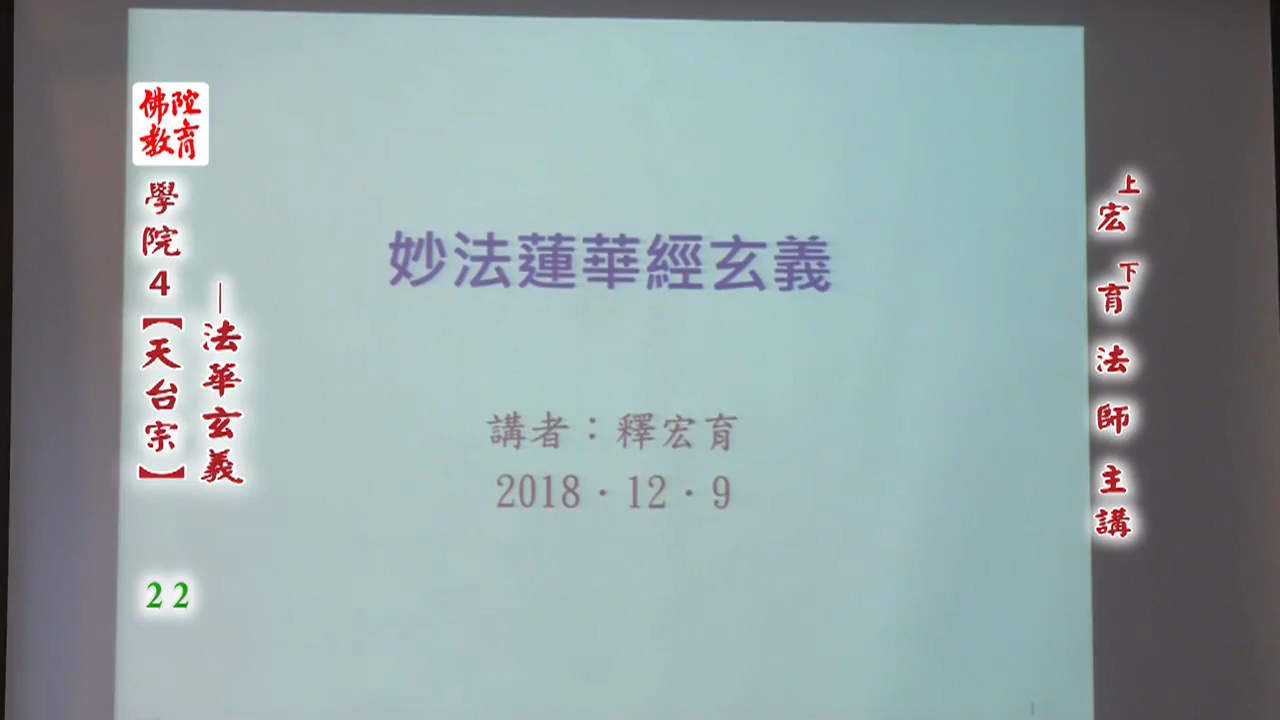 佛陀
教育
學院4【天台宗】
—法華玄義
22
妙法蓮華經玄義
講者：釋宏育
2018．12．9
1
上宏下育法師主講